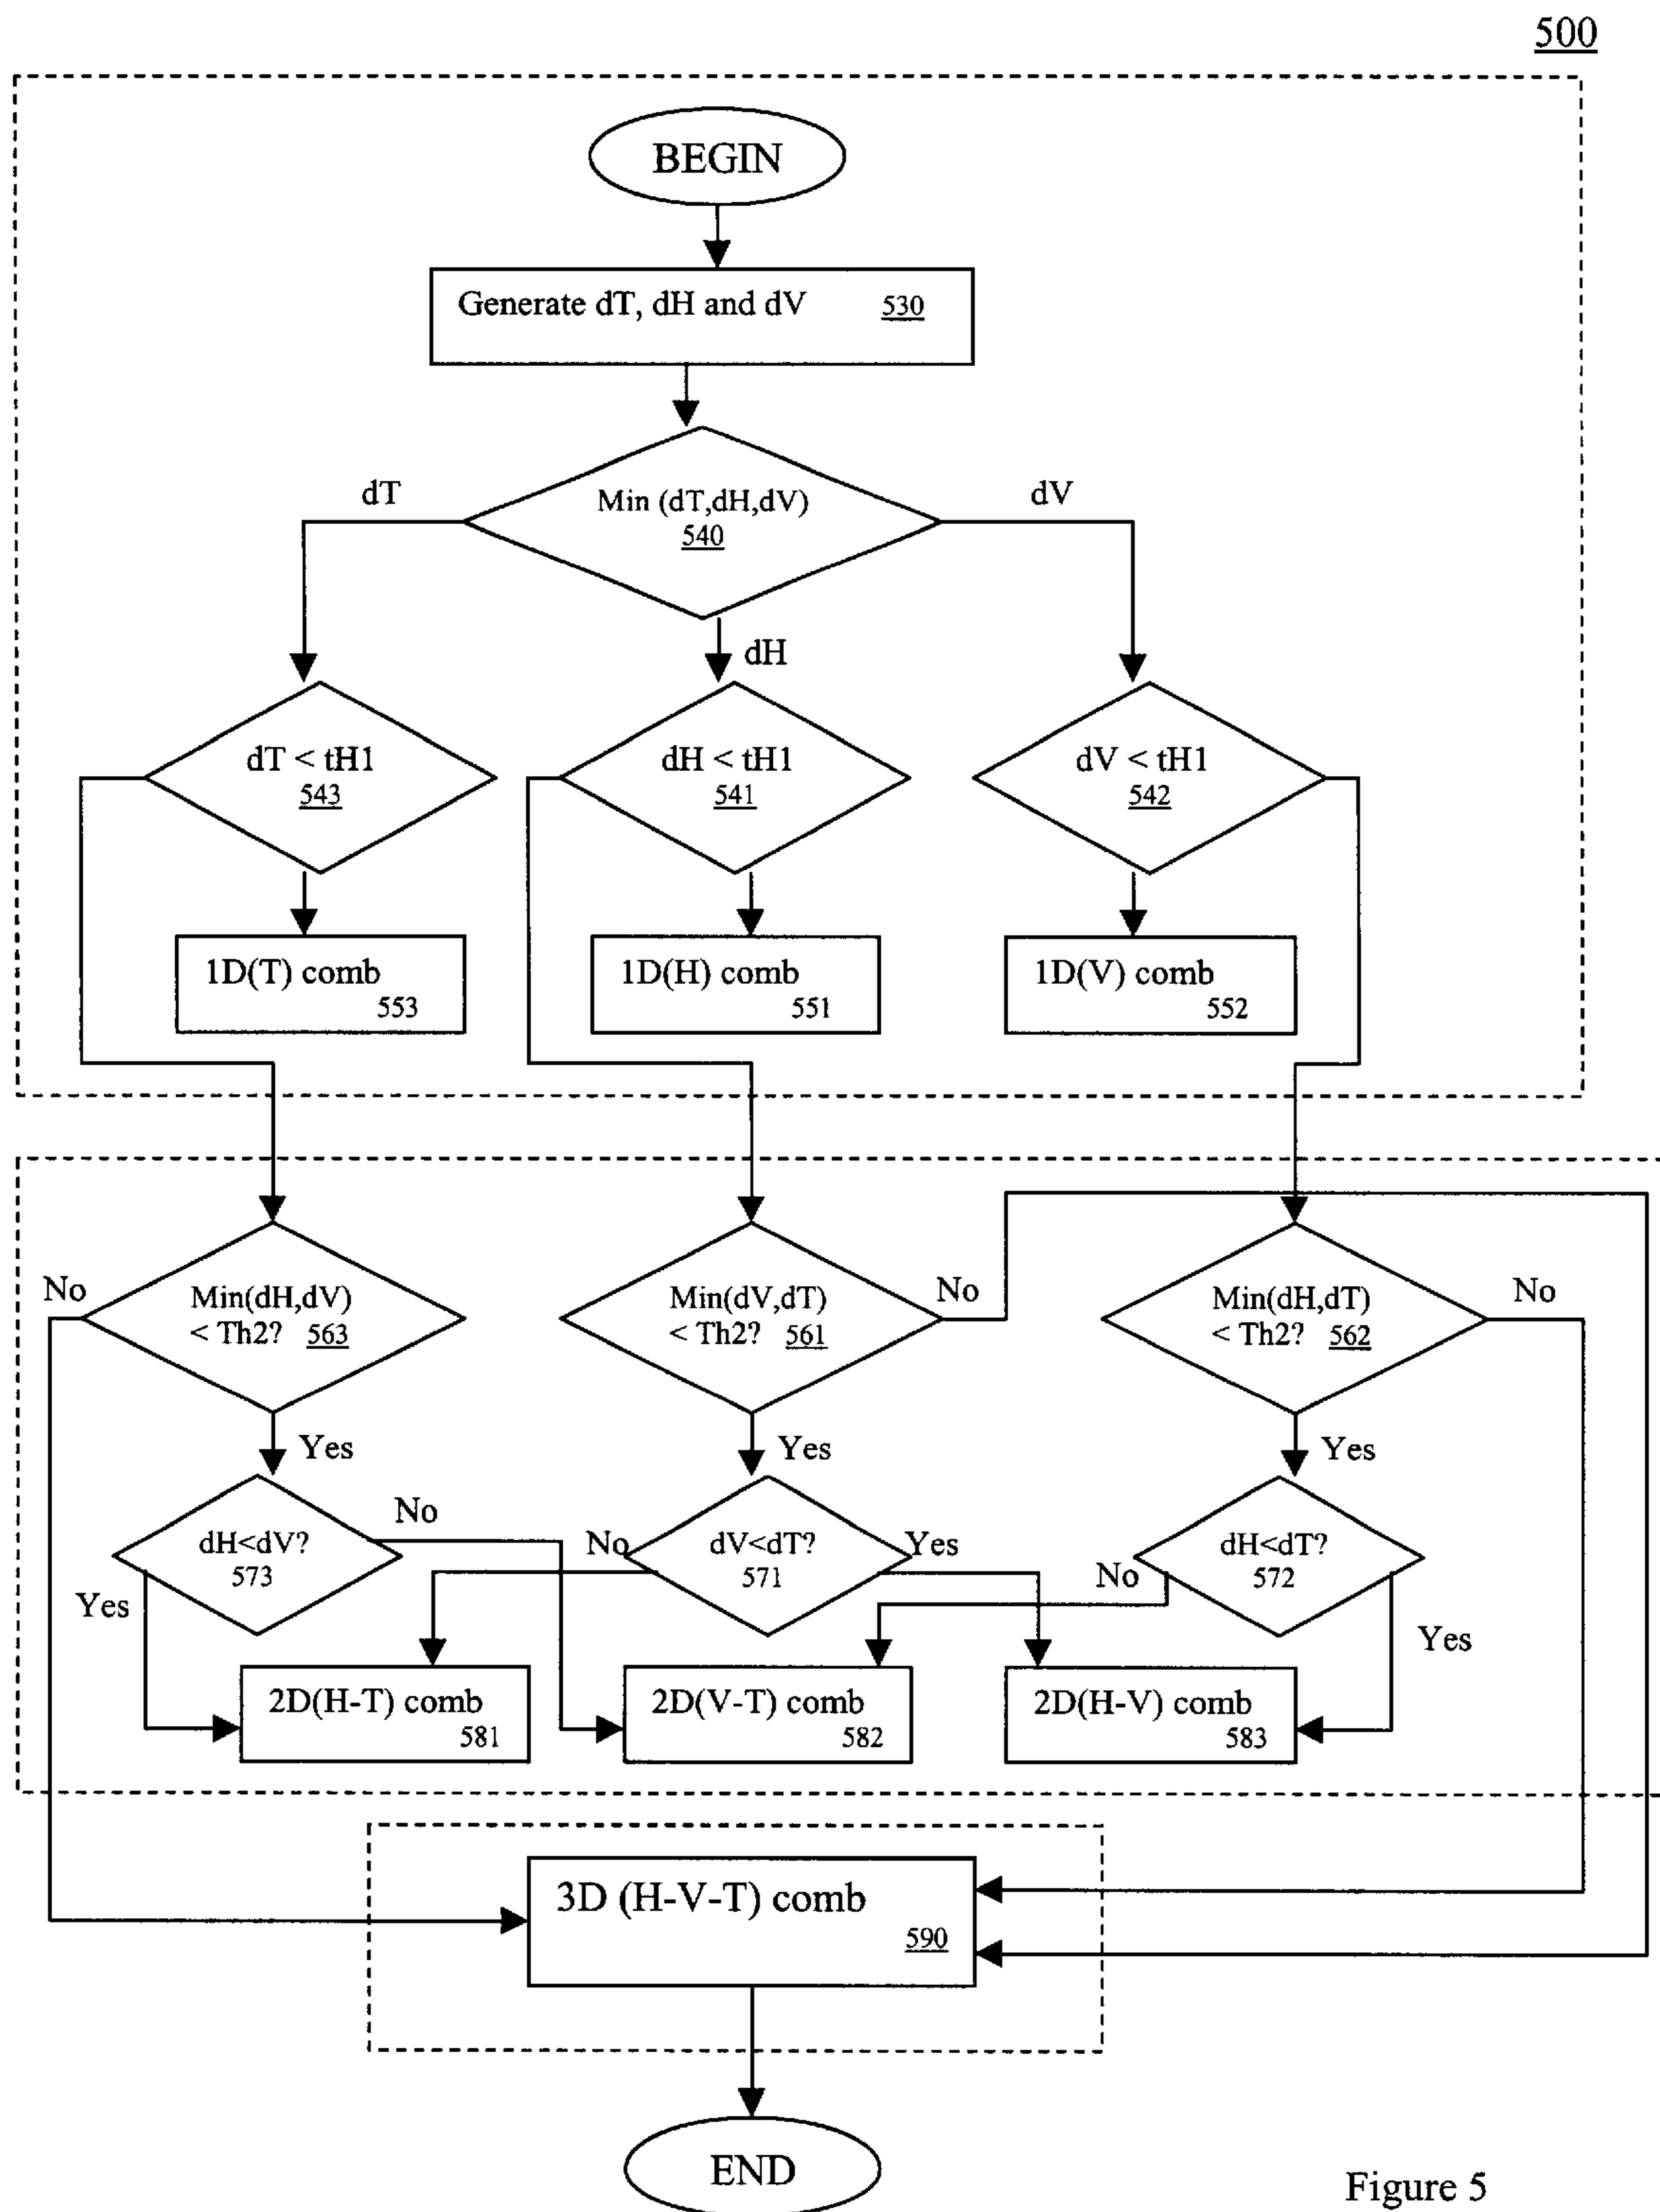 500
BEGIN
Generate dT, dH and dV 530
dT
Min (dT,dH,dV)
540
dV
dH
dT < tH1
543
dH < tH1
541
dV < tH1
542
1D(T) comb
553
1D(H) comb
551
1D(V) comb
552
No
Min(dH,dV)
< Th2? 563
Min(dV,dT)
< Th2? 561
No
Min(dH,dT)
< Th2? 562
No
Yes
Yes
Yes
dH<dV?
573
No
Yes
No
dV<dT?
571
Yes
dH<dT?
572
No
Yes
2D(H-T) comb
581
2D(V-T) comb
582
2D(H-V) comb
583
3D (H-V-T) comb
590
END
Figure 5